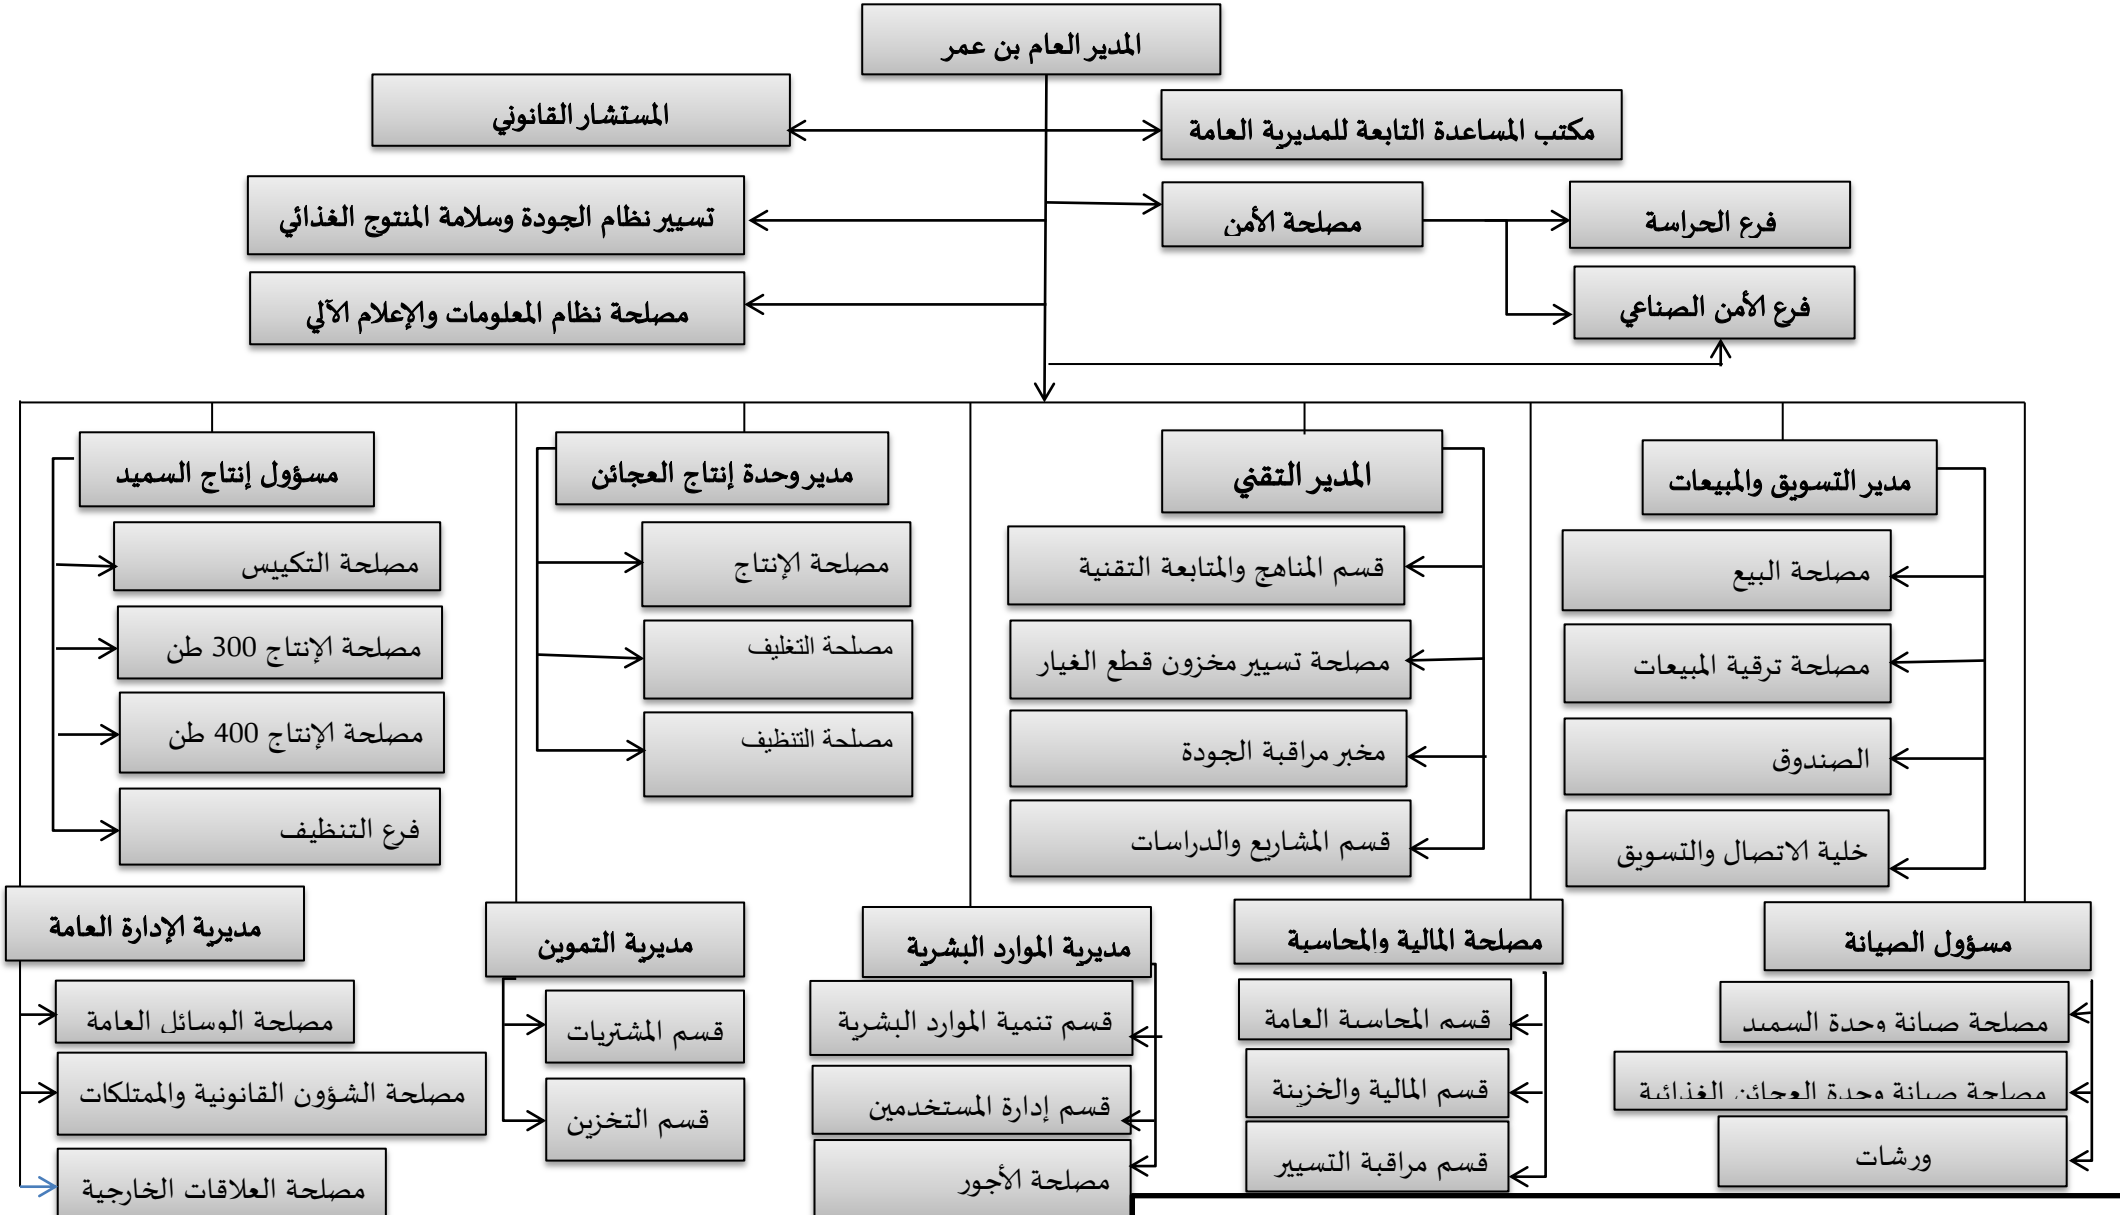 المدير العام بن عمر
مكتب المساعدة التابعة للمديرية العامة
المستشار القانوني
مصلحة الأمن
فرع الحراسة
تسيير نظام الجودة وسلامة المنتوج الغذائي
فرع الأمن الصناعي
مصلحة نظام المعلومات والإعلام الآلي
مدير التسويق والمبيعات
مصلحة البيع
مصلحة ترقية المبيعات
الصندوق
خلية الاتصال والتسويق
المدير التقني
قسم المناهج والمتابعة التقنية
مصلحة تسيير مخزون قطع الغيار
مخبر مراقبة الجودة
قسم المشاريع والدراسات
مدير وحدة إنتاج العجائن
مصلحة الإنتاج
مصلحة التغليف
مصلحة التنظيف
مسؤول إنتاج السميد
مصلحة التكييس
مصلحة الإنتاج 300 طن
مصلحة الإنتاج 400 طن
فرع التنظيف
مسؤول الصيانة
مصلحة صيانة وحدة السميد
مصلحة صيانة وحدة العجائن الغذائية
ورشات
مصلحة المالية والمحاسبة
قسم المحاسبة العامة
قسم المالية والخزينة
قسم مراقبة التسيير
مديرية الموارد البشرية
قسم تنمية الموارد البشرية
قسم إدارة المستخدمين
مصلحة الأجور
مديرية التموين
قسم المشتريات
قسم التخزين
مديرية الإدارة العامة
مصلحة الوسائل العامة
مصلحة الشؤون القانونية والممتلكات
مصلحة العلاقات الخارجية